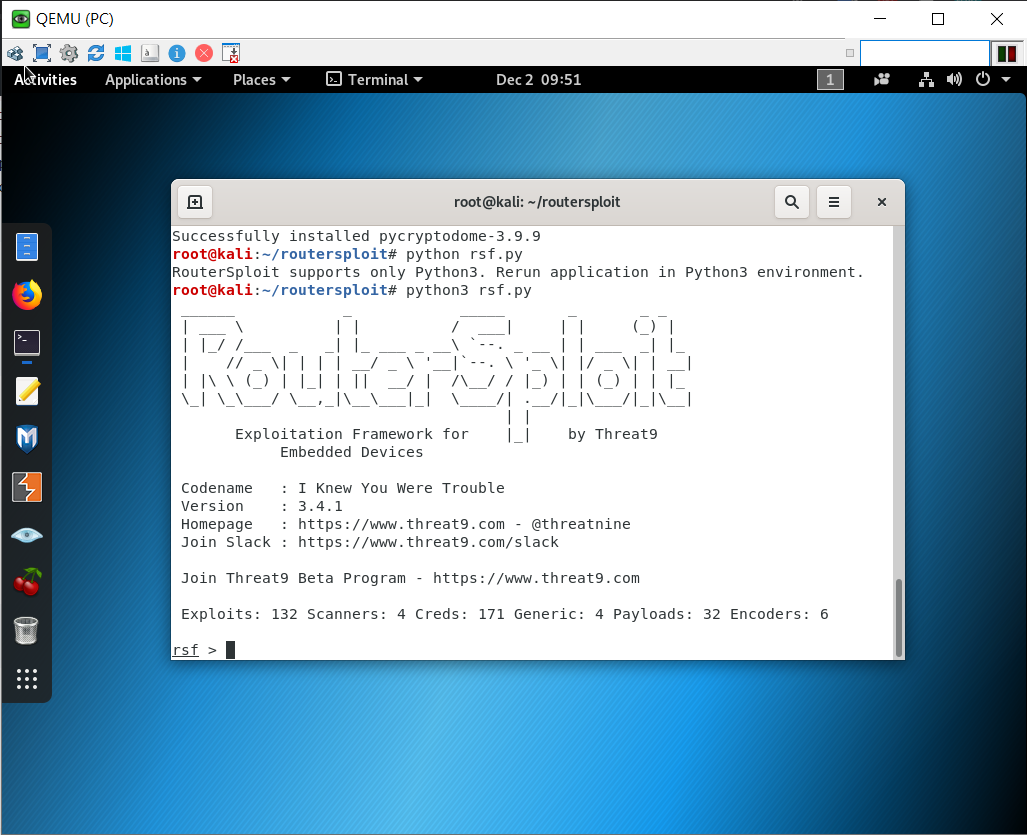 QEMU (PC)
Activities Applications Places Terminal Dec 2 09:51 1
root@kali: ~/routersploit
Successfully installed pycryptodome-3.9.9
root@kali:~/routersploit# python rsf.py
RouterSploit supports only Python3. Rerun application in Python3 environment.
root@kali:~/routersploit# python3 rsf.py
RouterSploit
Exploitation Framework for by Threat9
Embedded Devices
Codename : I Knew You Were Trouble
Version : 3.4.1
Homepage : https://www.threat9.com - @threatnine
Join Slack : https://www.threat9.com/slack
Join Threat9 Beta Program - https://www.threat9.com
Exploits: 132 Scanners: 4 Creds: 171 Generic: 4 Payloads: 32 Encoders: 6
rsf >